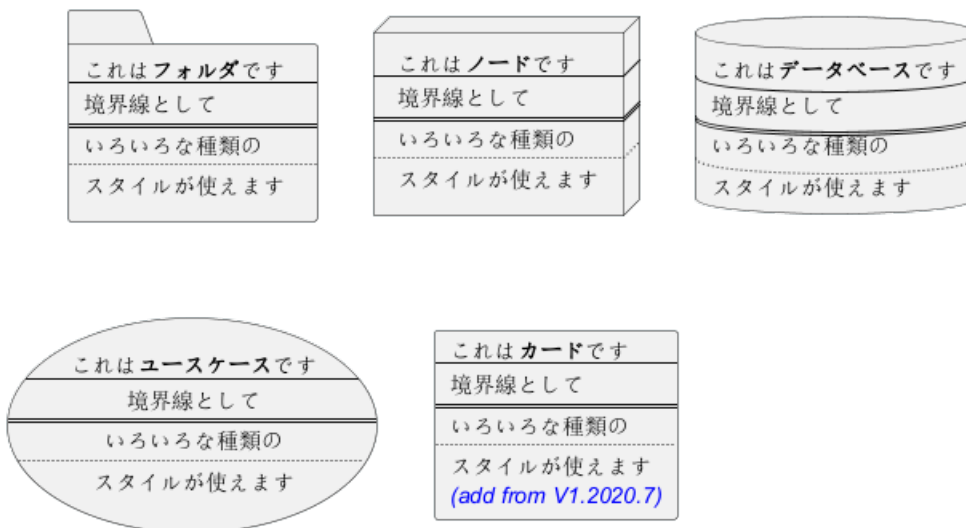 これはフォルダです
境界線として
いろいろな種類の
スタイルが使えます
これはノードです
境界線として
いろいろな種類の
スタイルが使えます
これはデータベースです
境界線として
いろいろな種類の
スタイルが使えます
これはユースケースです
境界線として
いろいろな種類の
スタイルが使えます
これはカードです
境界線として
いろいろな種類の
スタイルが使えます
(add from V1.2020.7)